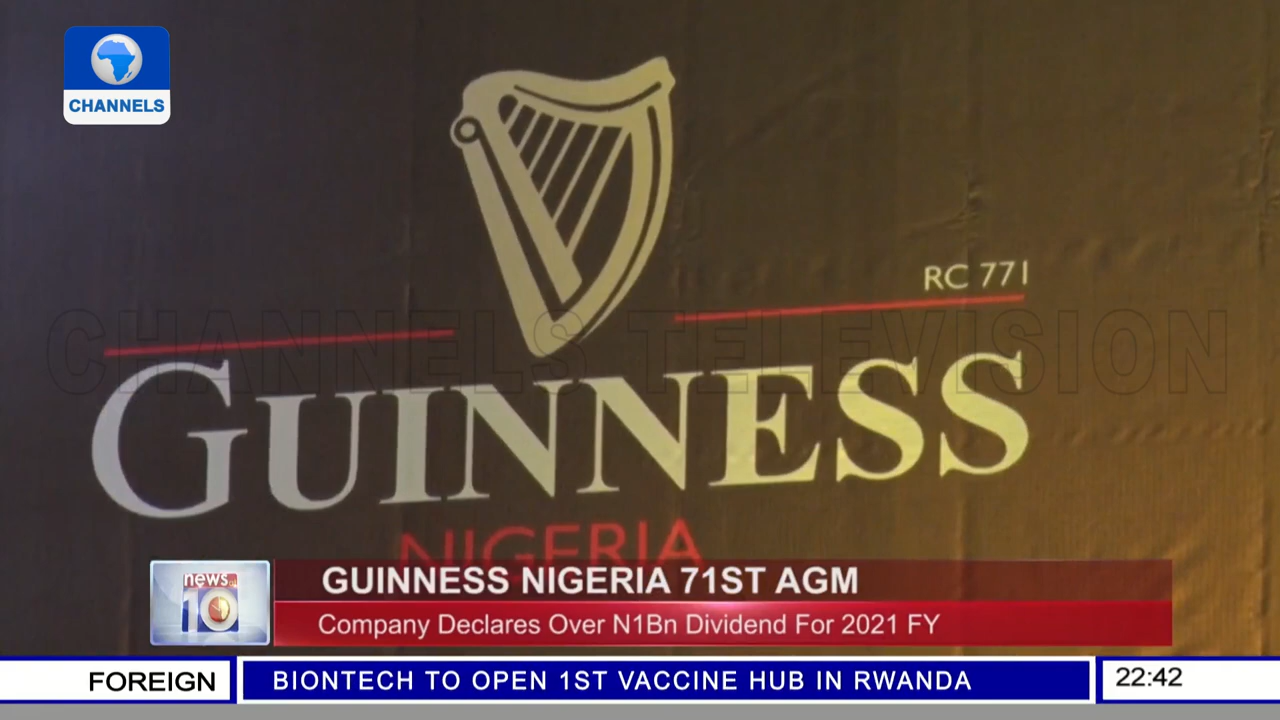 CHANNELS
RC 771
CHANNELS TELEVISION
GUINNESS
NIGERIA
news at
10
GUINNESS NIGERIA 71ST AGM
Company Declares Over N1Bn Dividend For 2021 FY
FOREIGN
BIONTECH TO OPEN 1ST VACCINE HUB IN RWANDA
22:42